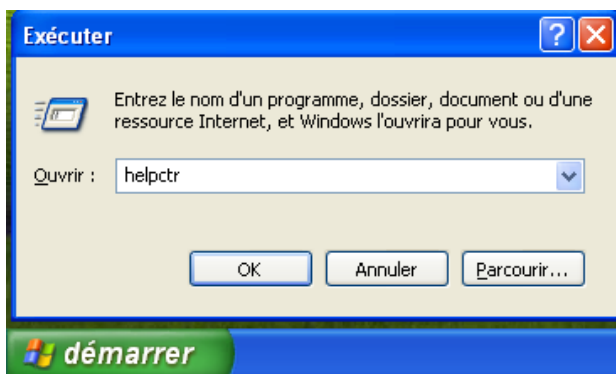 Exécuter
Entrez le nom d'un programme, dossier, document ou d'une
ressource Internet, et Windows l'ouvrira pour vous.
Ouvrir : helpctr
OK Annuler Parcourir...
démarrer